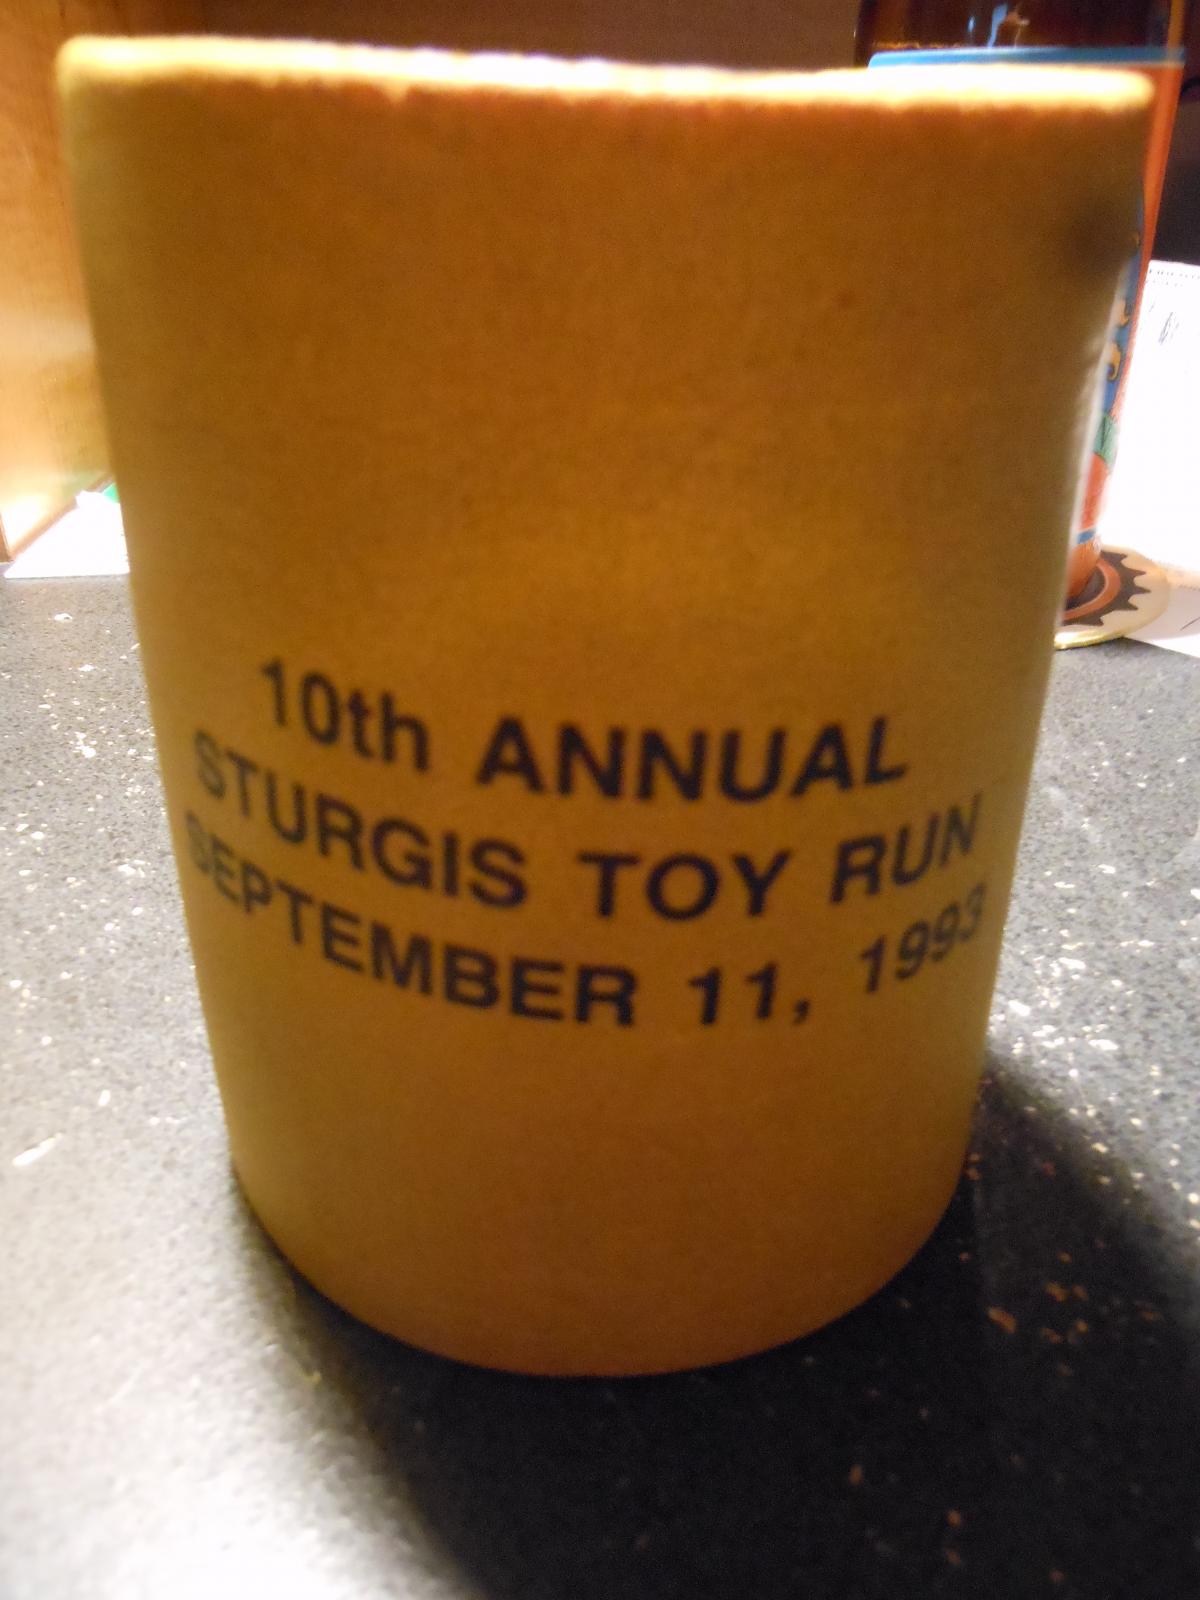 10th ANNUAL
STURGIS TOY RUN
SEPTEMBER 11, 1993